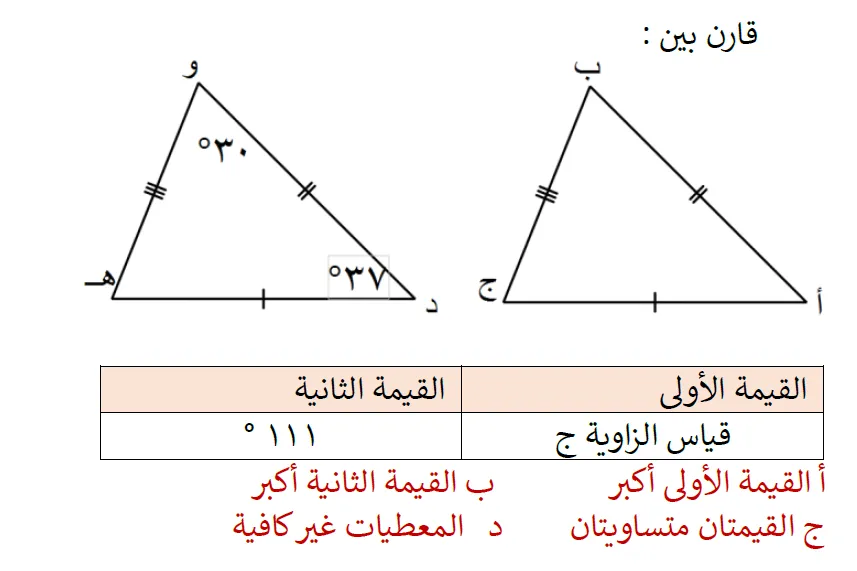 قارن بين :
ب
أ
ج
و
°٣٠
°٣٧
د
هـ
القيمة الأولى
القيمة الثانية
قياس الزاوية ج
١١١ °
أ القيمة الأولى أكبر
ب القيمة الثانية أكبر
ج القيمتان متساويتان
د المعطيات غير كافية